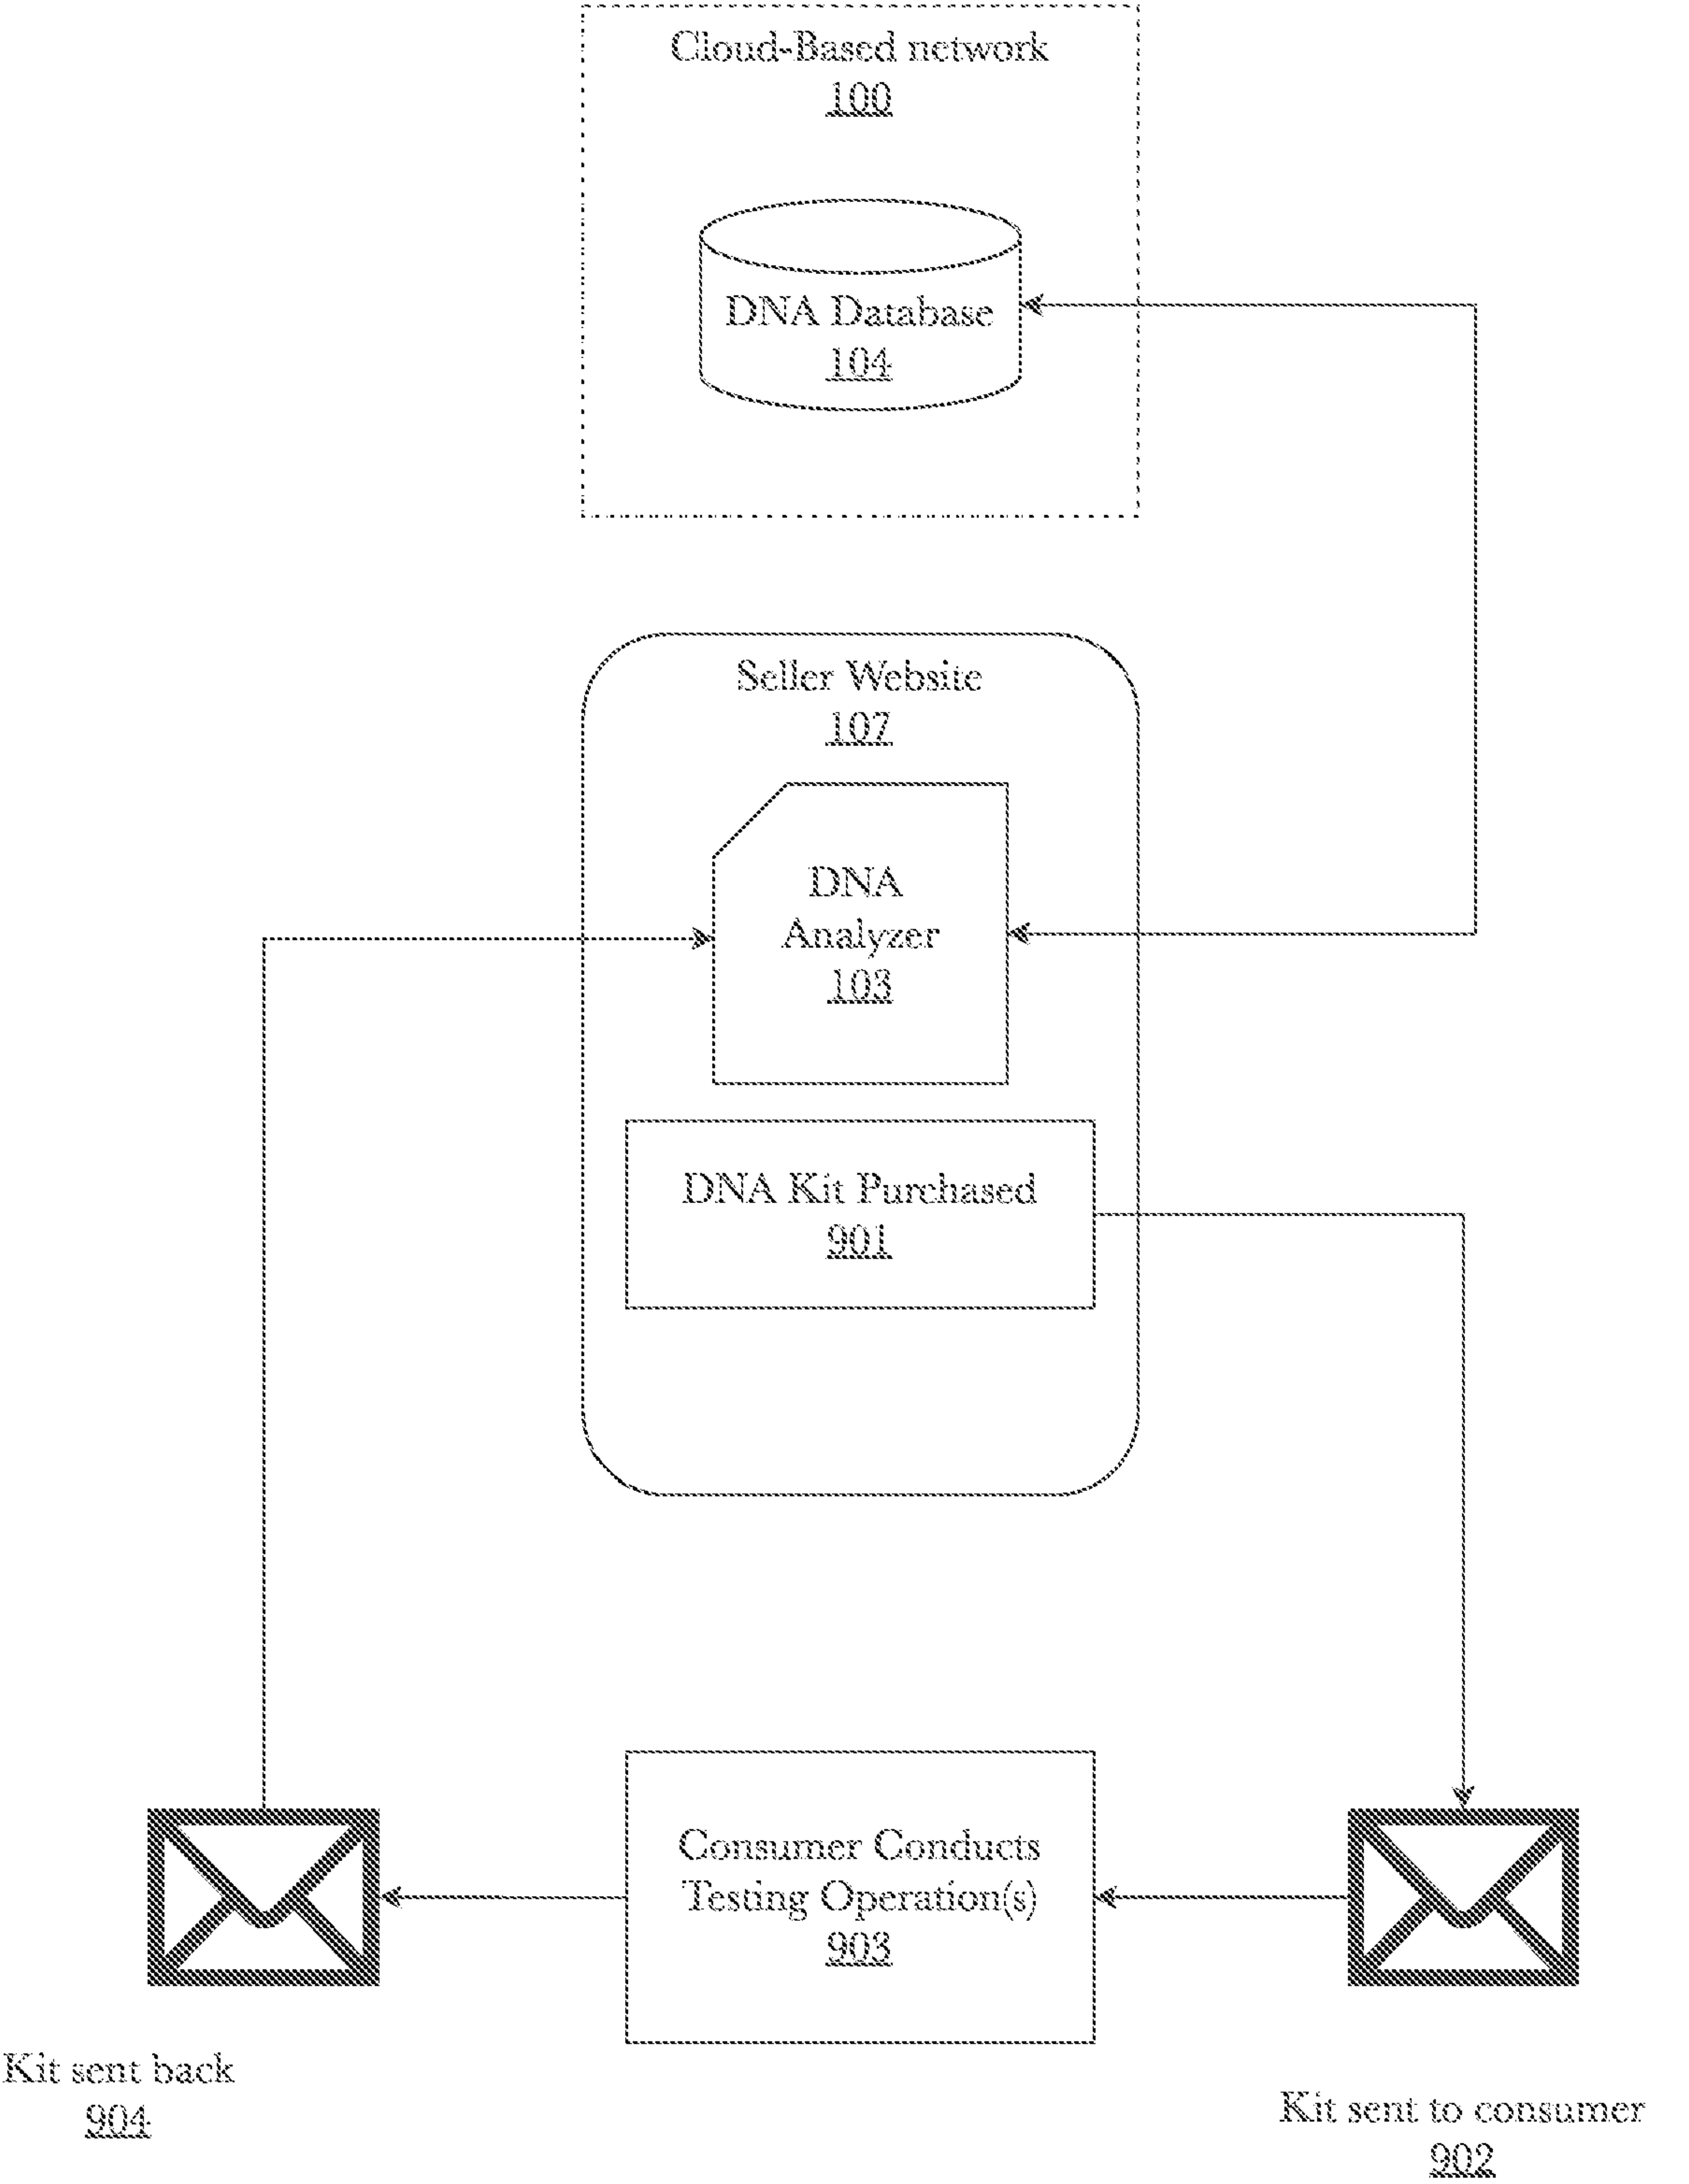 Cloud-Based network
100
DNA Database
104
Seller Website
107
DNA
Analyzer
103
DNA Kit Purchased
901
Consumer Conducts
Testing Operation(s)
903
Kit sent back
904
Kit sent to consumer
902